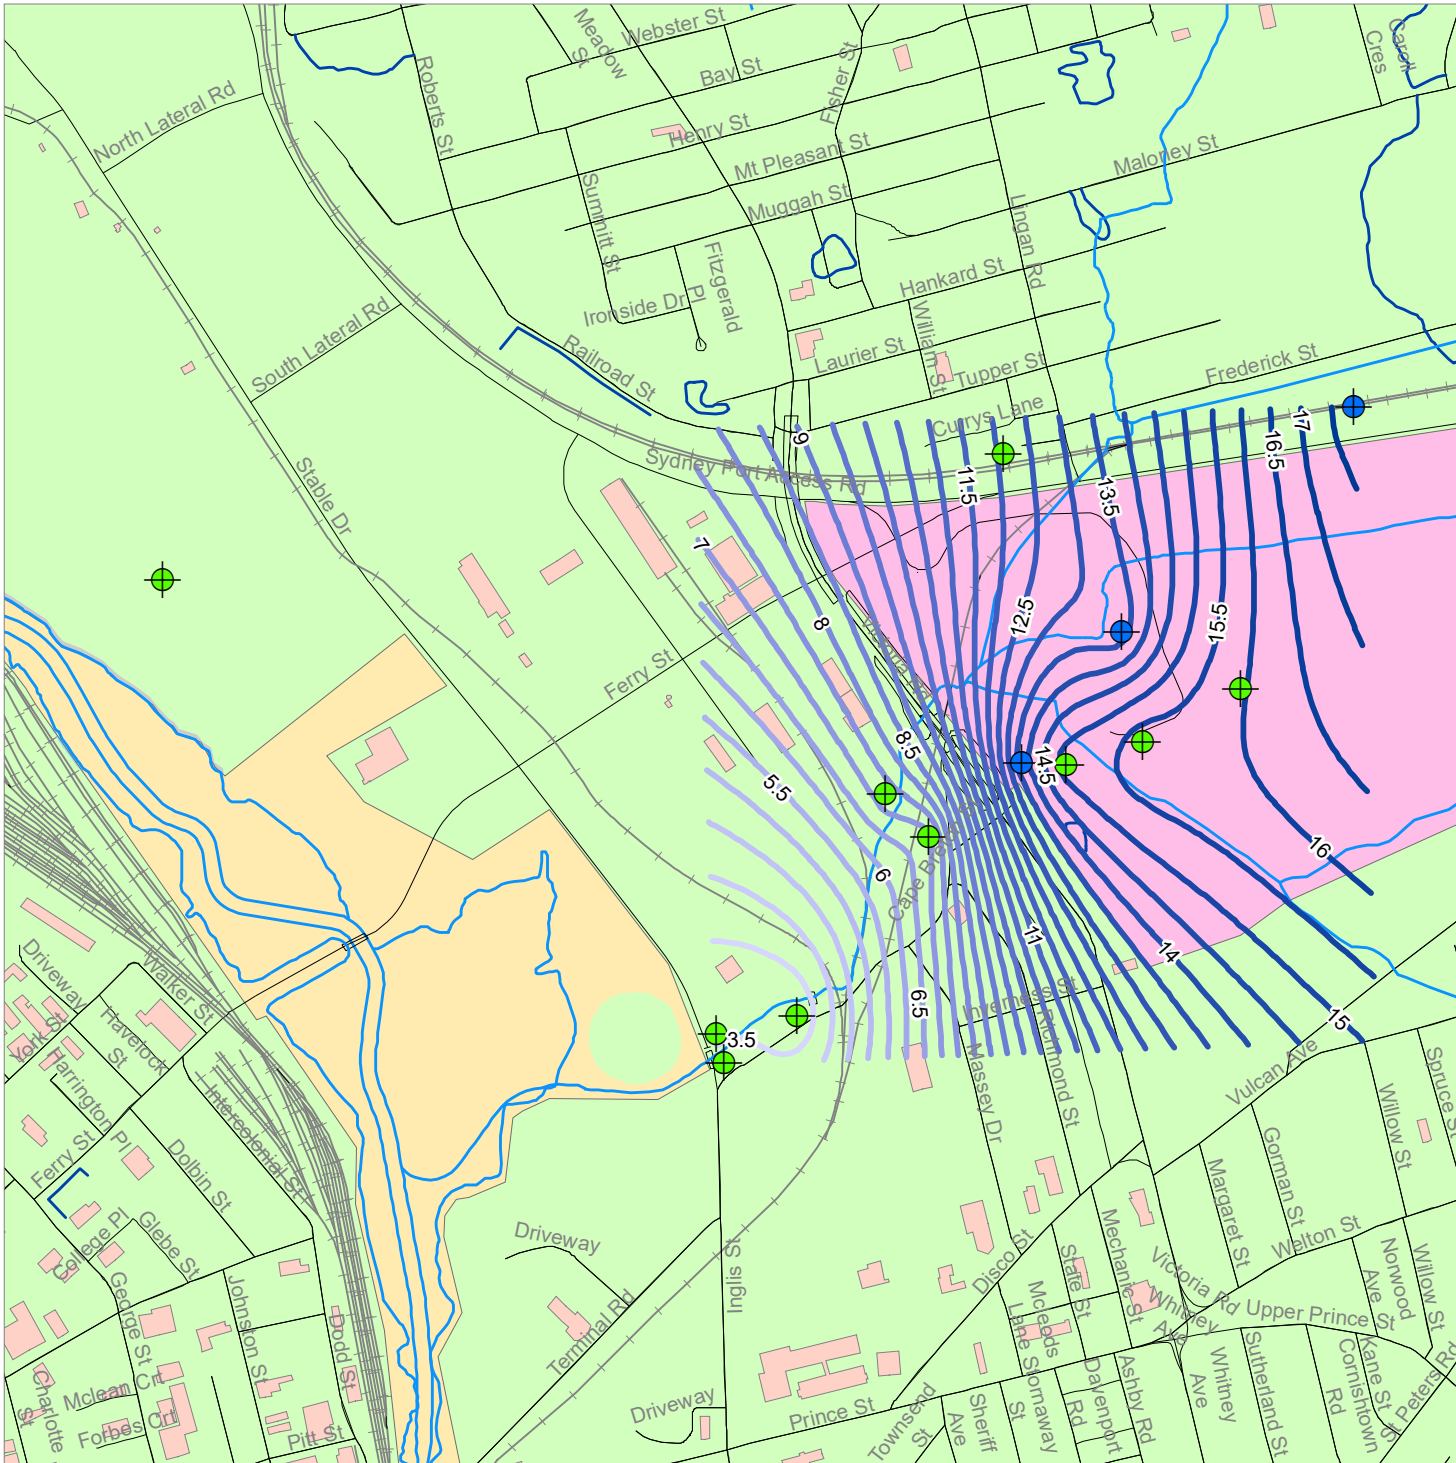 Webster St
Meadow
St
Bay St
Fisher St
Caroll
Cres
Roberts St
North Lateral Rd
Henry St
Mt Pleasant St
Maloney St
Muggah St
Summitt St
Lingan Rd
Fitzgerald
Pl
Hankard St
Ironside Dr
William St
South Lateral Rd
Railroad St
Laurier St
Tupper St
Frederick St
Currys Lane
Sydney Port Access Rd
9
17
16.5
11.5
13.5
Stable Dr
7
8
12.5
15.5
Victoria Rd
Ferry St
8.5
14.5
5.5
16
6
11
14
6.5
15
3.5
Inverness St
Richmond St
Massey Dr
Vulcan Ave
Driveway
Walker St
York St
Havelock
St
Harrington Pl
Intercolonial St
Ferry St
Dolbin St
College Pl
Glebe St
Driveway
Inglis St
Disco St
State St
Mechanic St
Margaret St
Gorman St
Willow St
Welton St
Norwood
Ave
Willow St
Victoria Rd
Whitney
Ave
Upper Prince St
George St
Johnston St
Dodd St
Terminal Rd
Mcleods
Lane
Mclean Crt
Forbes Crt
Charlotte
St
Pitt St
Driveway
Prince St
Townsend
St
Sheriff
Ave
Stornaway
Davenport
Rd
Ashby Rd
Whitney
Ave
Sutherland St
Cornishtown
Rd
Kane St
St Peters Rd